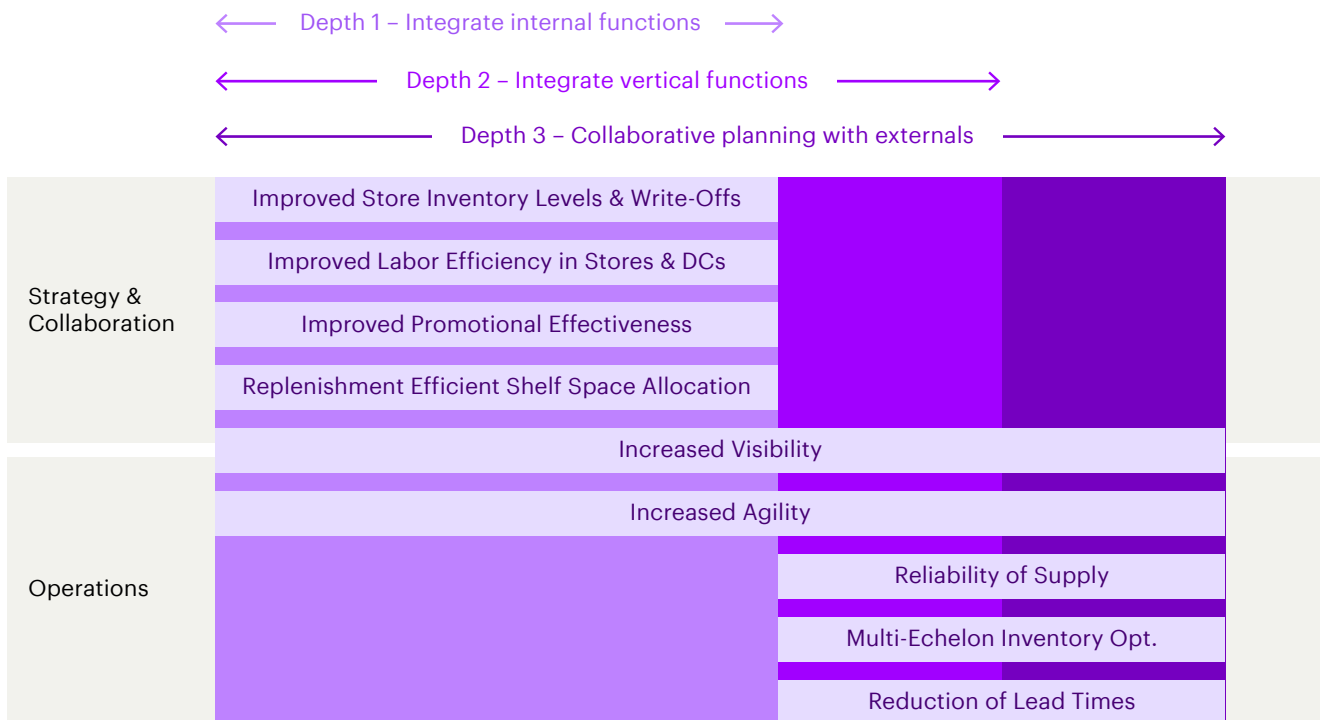 Depth 1 – Integrate internal functions
Depth 2 – Integrate vertical functions
Depth 3 – Collaborative planning with externals
Strategy &
Collaboration
Improved Store Inventory Levels & Write-Offs
Improved Labor Efficiency in Stores & DCs
Improved Promotional Effectiveness
Replenishment Efficient Shelf Space Allocation
Increased Visibility
Operations
Increased Agility
Reliability of Supply
Multi-Echelon Inventory Opt.
Reduction of Lead Times